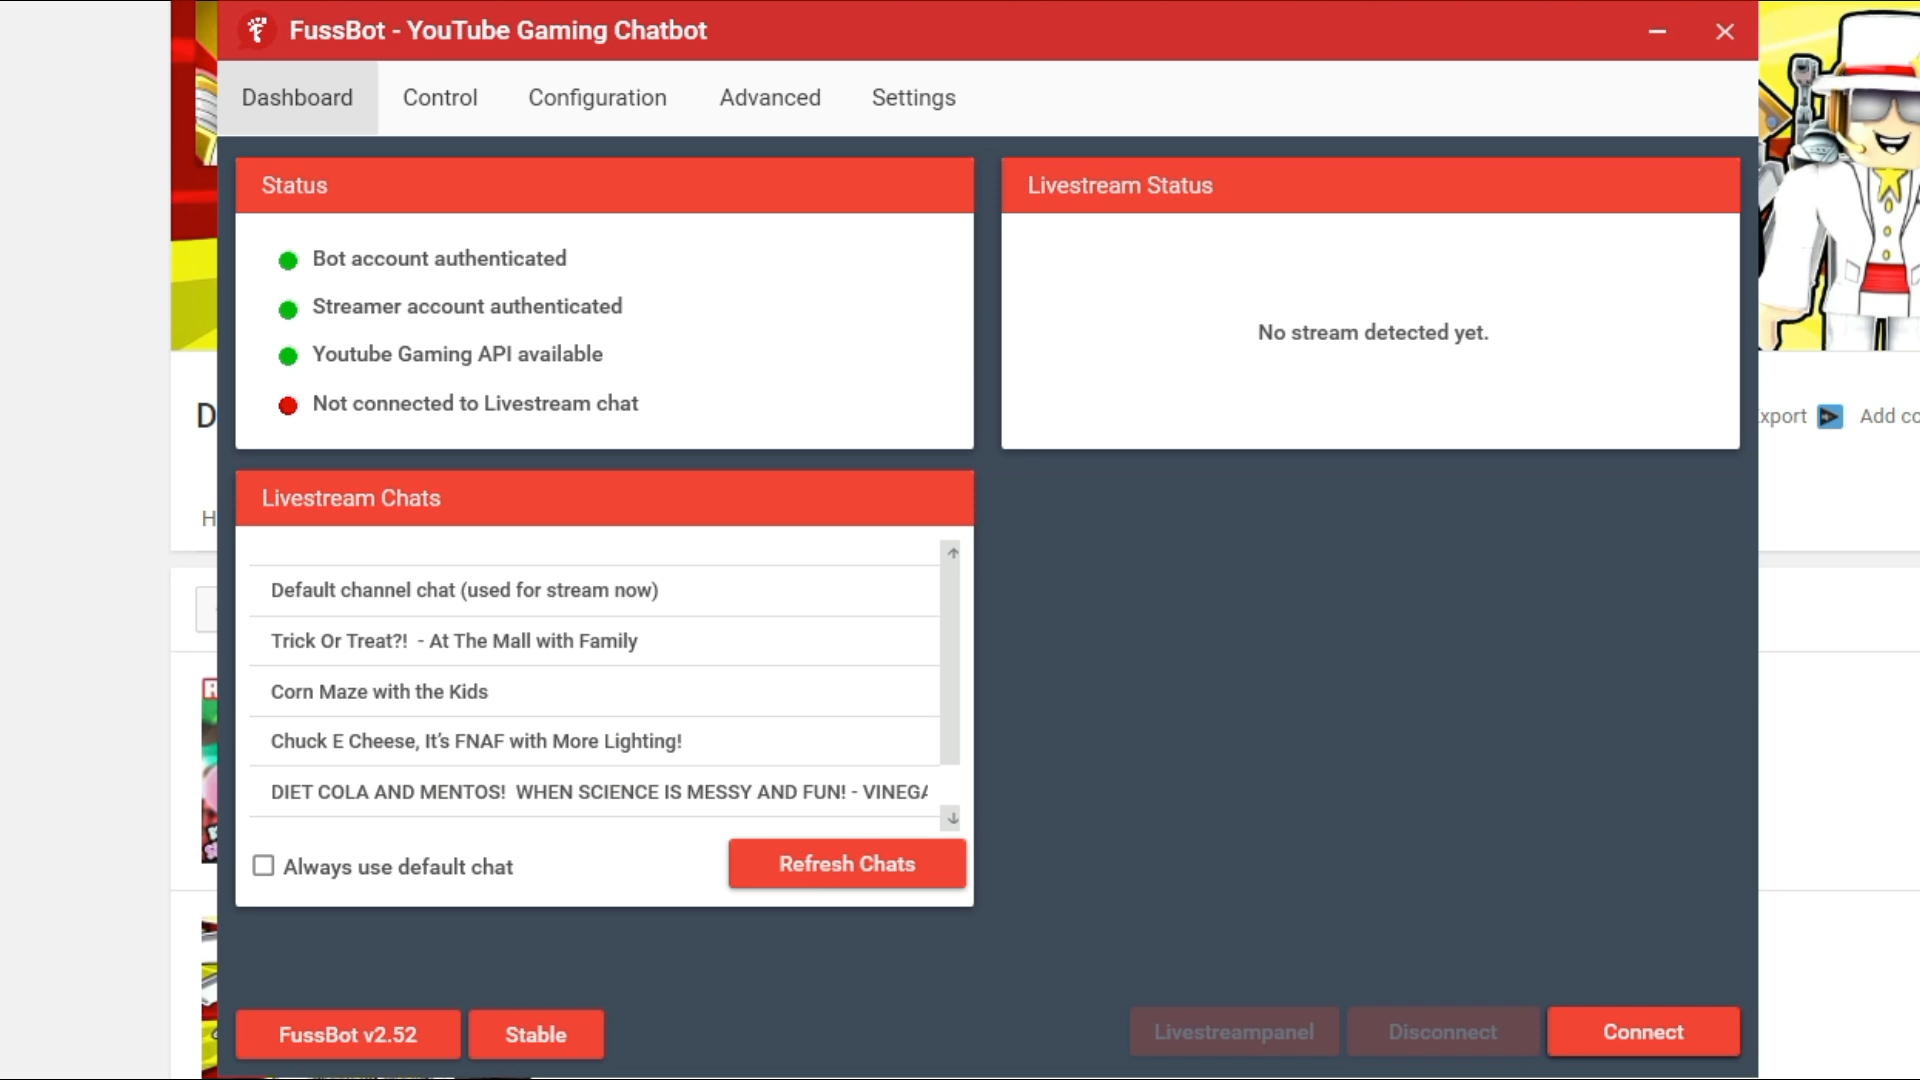 FussBot - YouTube Gaming Chatbot
Dashboard Control Configuration Advanced Settings
Status
Bot account authenticated
Streamer account authenticated
Youtube Gaming API available
Not connected to Livestream chat
Livestream Status
No stream detected yet.
D
xport Add co
H
Livestream Chats
Default channel chat (used for stream now)
Trick Or Treat?!  - At The Mall with Family
Corn Maze with the Kids
Chuck E Cheese, It’s FNAF with More Lighting!
DIET COLA AND MENTOS!  WHEN SCIENCE IS MESSY AND FUN! - VINEGA
Always use default chat
Refresh Chats
FussBot v2.52
Stable
Livestreampanel
Disconnect
Connect